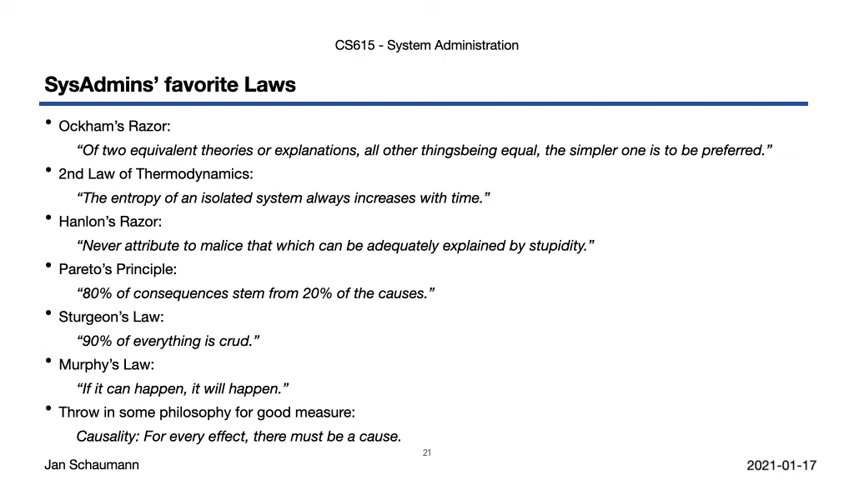 CS615 - System Administration
SysAdmins’ favorite Laws
• Ockham’s Razor:
“Of two equivalent theories or explanations, all other thingsbeing equal, the simpler one is to be preferred.”
• 2nd Law of Thermodynamics:
“The entropy of an isolated system always increases with time.”
• Hanlon’s Razor:
“Never attribute to malice that which can be adequately explained by stupidity.”
• Pareto’s Principle:
“80% of consequences stem from 20% of the causes.”
• Sturgeon’s Law:
“90% of everything is crud.”
• Murphy’s Law:
“If it can happen, it will happen.”
• Throw in some philosophy for good measure:
Causality: For every effect, there must be a cause.
21
Jan Schaumann
2021-01-17